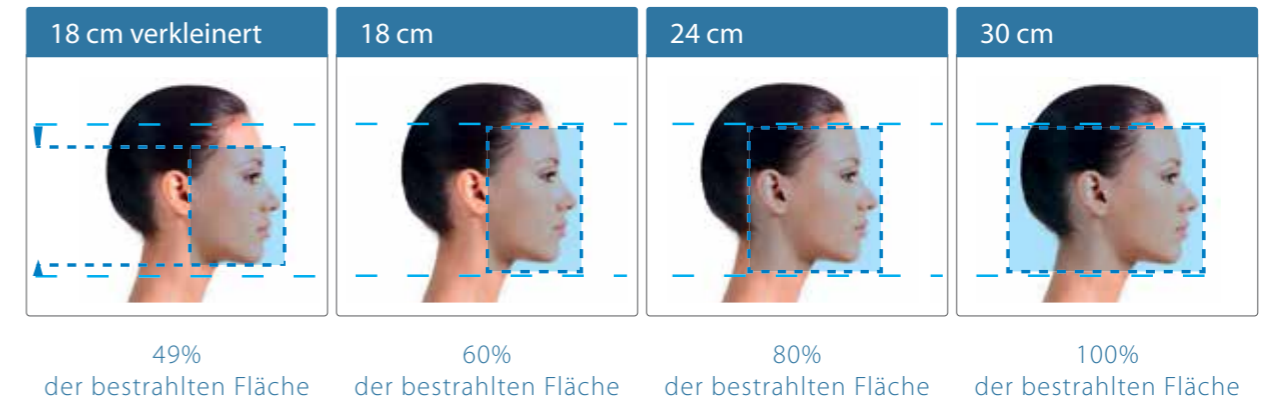 18 cm verkleinert
18 cm
24 cm
30 cm
49%
der bestrahlten Fläche
60%
der bestrahlten Fläche
80%
der bestrahlten Fläche
100%
der bestrahlten Fläche